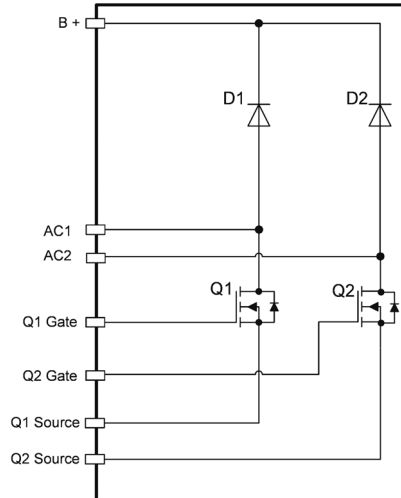 B +
D1
D2
AC1
AC2
Q1
Q2
Q1 Gate
Q2 Gate
Q1 Source
Q2 Source